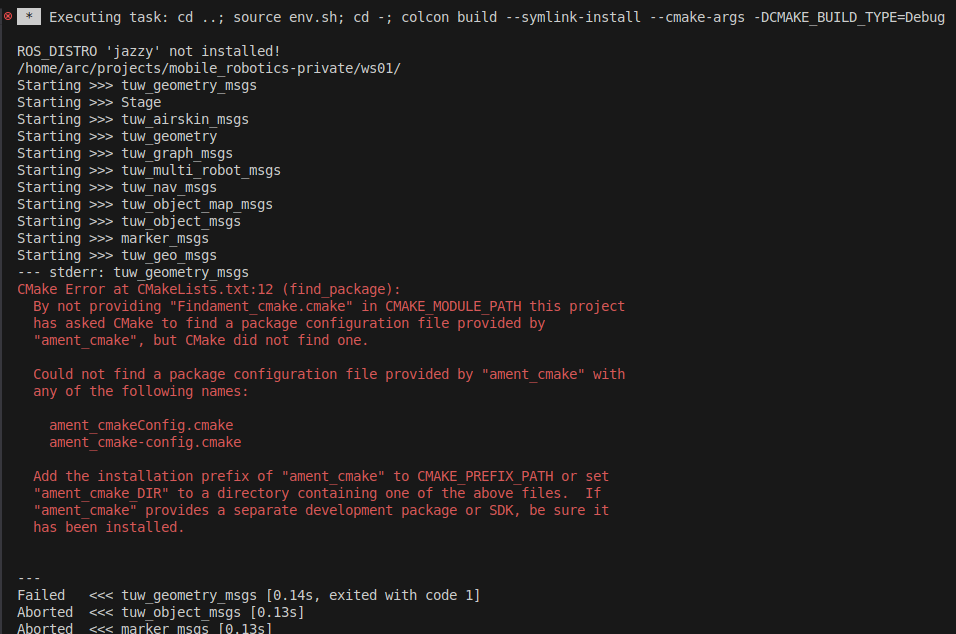 * Executing task: cd ..; source env.sh; cd -; colcon build --symlink-install --cmake-args -DCMAKE_BUILD_TYPE=Debug
ROS_DISTRO 'jazzy' not installed!
/home/arc/projects/mobile_robotics-private/ws01/
Starting >>> tuw_geometry_msgs
Starting >>> Stage
Starting >>> tuw_airskin_msgs
Starting >>> tuw_geometry
Starting >>> tuw_graph_msgs
Starting >>> tuw_multi_robot_msgs
Starting >>> tuw_nav_msgs
Starting >>> tuw_object_map_msgs
Starting >>> tuw_object_msgs
Starting >>> marker_msgs
Starting >>> tuw_geo_msgs
--- stderr: tuw_geometry_msgs
CMake Error at CMakeLists.txt:12 (find_package):
By not providing "Findament_cmake.cmake" in CMAKE_MODULE_PATH this project
has asked CMake to find a package configuration file provided by
"ament_cmake", but CMake did not find one.
Could not find a package configuration file provided by "ament_cmake" with
any of the following names:
ament_cmakeConfig.cmake
ament_cmake-config.cmake
Add the installation prefix of "ament_cmake" to CMAKE_PREFIX_PATH or set
"ament_cmake_DIR" to a directory containing one of the above files.  If
"ament_cmake" provides a separate development package or SDK, be sure it
has been installed.
---
Failed   <<< tuw_geometry_msgs [0.14s, exited with code 1]
Aborted  <<< tuw_object_msgs [0.13s]
Aborted  <<< marker_msgs [0.13s]